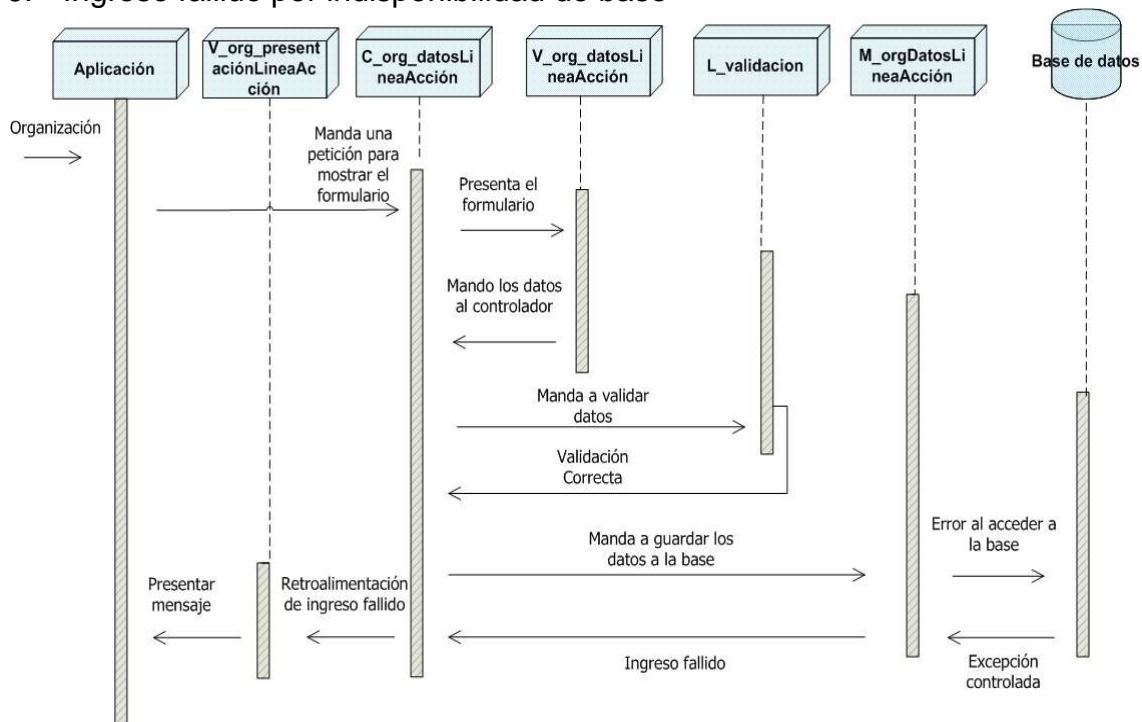 Ingreso fallido por indisponibilidad de base
Aplicación
V_org_present
aciónLineaAc
ción
C_org_datosLi
neaAcción
V_org_datosLi
neaAcción
L_validacion
M_orgDatosLi
neaAcción
Base de datos
Organización
Manda una
petición para
mostrar el
formulario
Presenta el
formulario
Mando los datos
al controlador
Manda a validar
datos
Validación
Correcta
Manda a guardar los
datos a la base
Error al acceder a
la base
Presentar
mensaje
Retroalimentación
de ingreso fallido
Ingreso fallido
Excepción
controlada